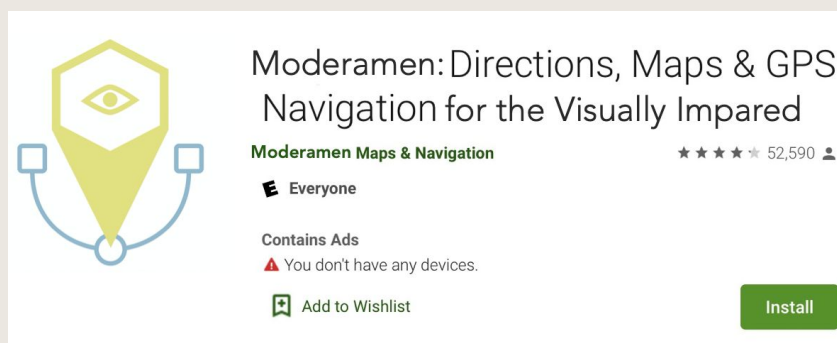 Moderamen: Directions, Maps & GPS
Navigation for the Visually Impared
Moderamen Maps & Navigation
52,590
E Everyone
Contains Ads
You don't have any devices.
Add to Wishlist
Install